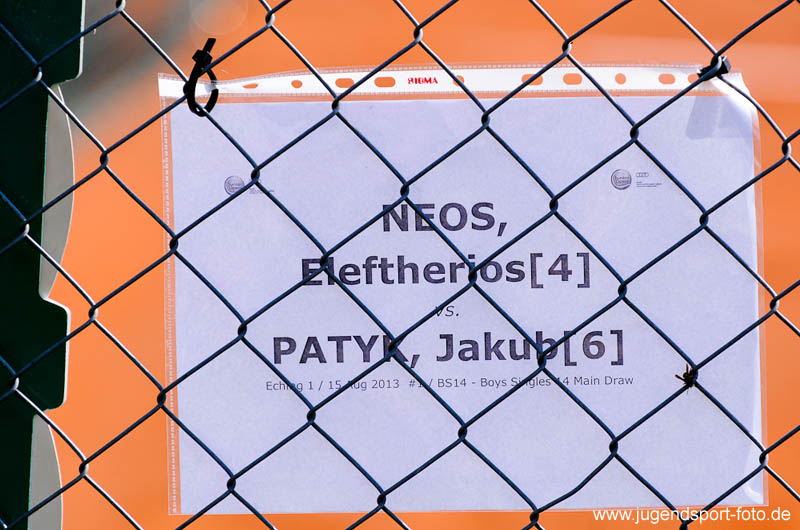 SIGMA
NEOS,
Eleftherios[4]
vs.
PATYK, Jakub[6]
Eching 1 / 15 Aug 2013 #1 / BS14 - Boys Singles 14 Main Draw
www.jugendsport-foto.de